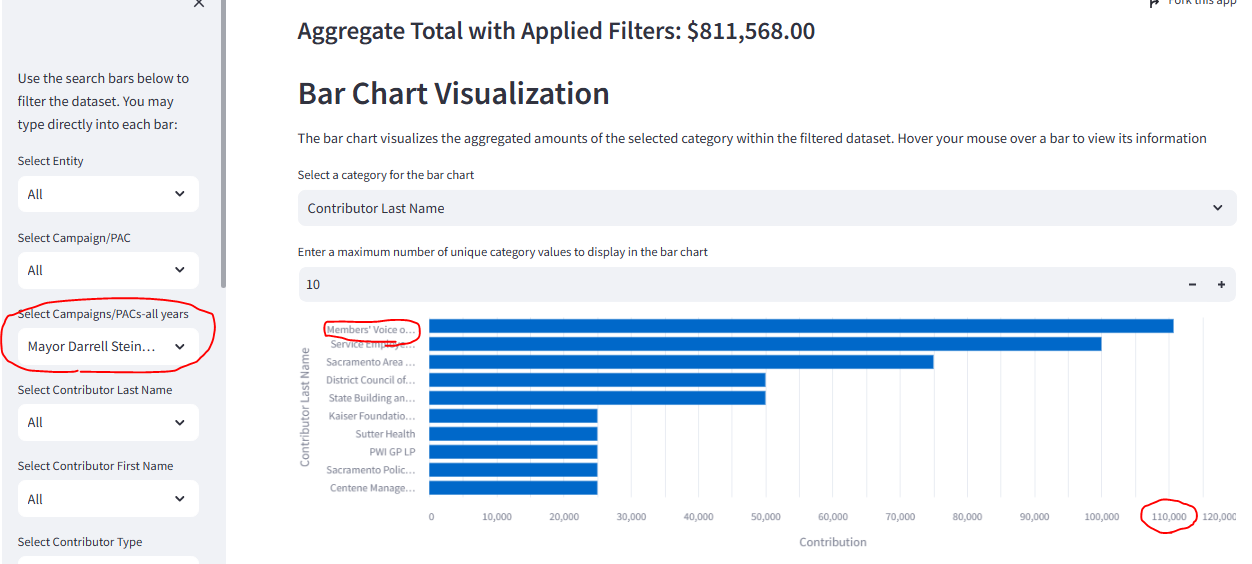 Fork this app
Aggregate Total with Applied Filters: $811,568.00
Use the search bars below to
filter the dataset. You may
type directly into each bar:
Select Entity
All
Select Campaign/PAC
All
Select Campaigns/PACs-all years
Mayor Darrell Stein...
Select Contributor Last Name
All
Select Contributor First Name
All
Select Contributor Type
Bar Chart Visualization
The bar chart visualizes the aggregated amounts of the selected category within the filtered dataset. Hover your mouse over a bar to view its information
Select a category for the bar chart
Contributor Last Name
Enter a maximum number of unique category values to display in the bar chart
10
Contributor Last Name
Members' Voice o...
Service Employe...
Sacramento Area ...
District Council of...
State Building an...
Kaiser Foundatio...
Sutter Health
PWI GP LP
Sacramento Polic...
Centene Manage...
0 10,000 20,000 30,000 40,000 50,000 60,000 70,000 80,000 90,000 100,000 110,000 120,000
Contribution